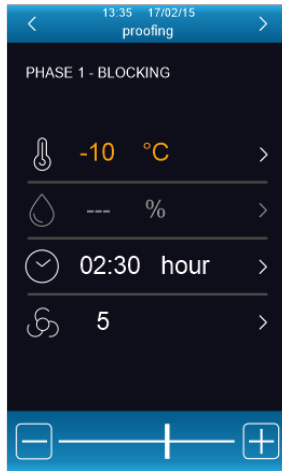 13:35 17/02/15
proofing
PHASE 1 - BLOCKING
-10 °C
--- %
02:30 hour
5